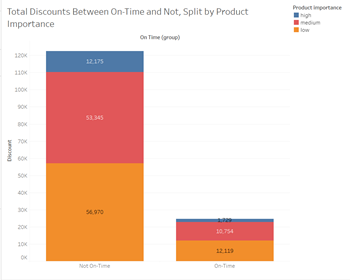 Total Discounts Between On-Time and Not, Split by Product
Importance
Product importance
high
medium
low
On Time (group)
120K
110K
100K
90K
80K
70K
60K
50K
40K
30K
20K
10K
0K
Discount
12,175
53,345
56,970
1,729
10,754
12,119
Not On-Time
On-Time